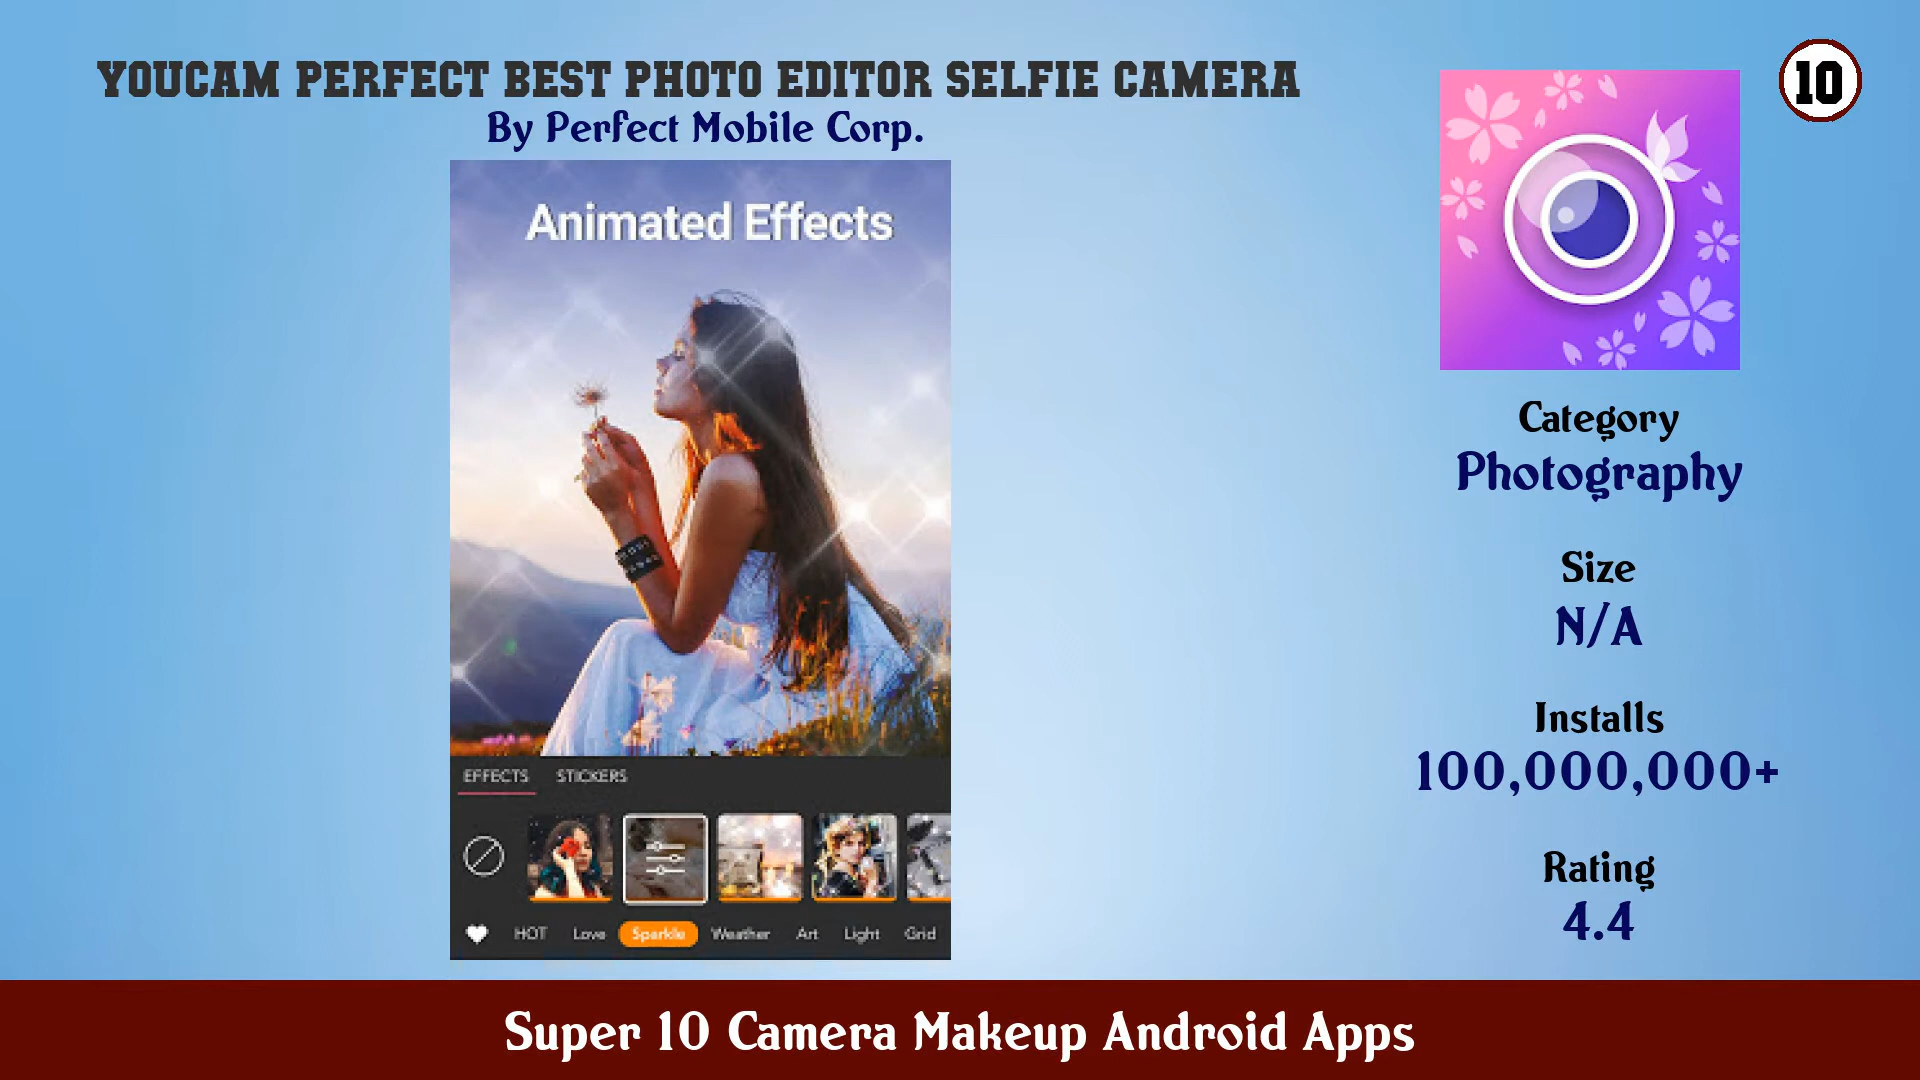 YOUCAM PERFECT BEST PHOTO EDITOR SELFIE CAMERA
By Perfect Mobile Corp.
10
Animated Effects
EFFECTS STICKERS
HOT Love Sparkle Weather Art Light Grid
Category
Photography
Size
N/A
Installs
100,000,000+
Rating
4.4
Super 10 Camera Makeup Android Apps